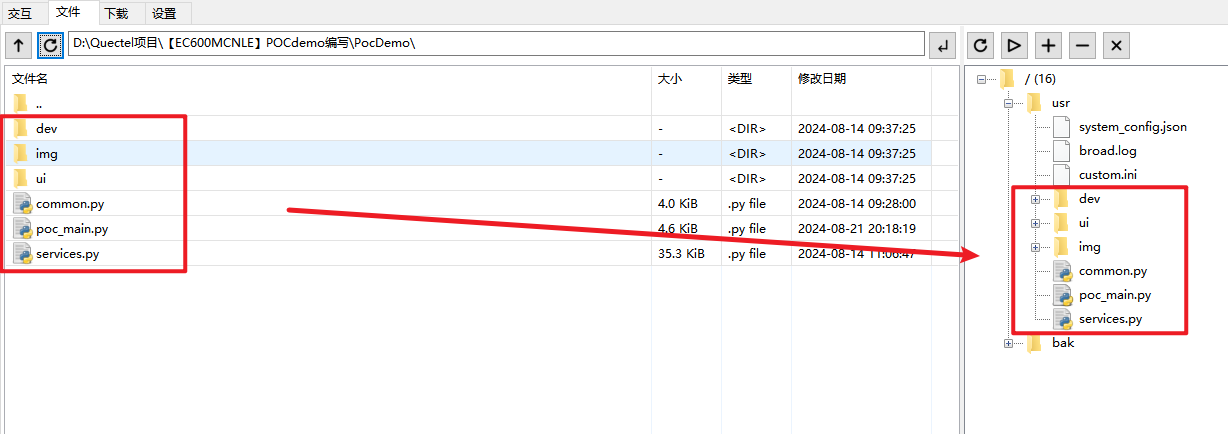 交互 文件 下载 设置
D:\Quectel项目\【EC600MCNLE】POCdemo编写\PocDemo\
文件名 大小 类型 修改日期
..
dev - <DIR> 2024-08-14 09:37:25
img - <DIR> 2024-08-14 09:37:25
ui - <DIR> 2024-08-14 09:37:25
common.py 4.0 KiB .py file 2024-08-14 09:28:00
poc_main.py 4.6 KiB .py file 2024-08-21 20:18:19
services.py 35.3 KiB .py file 2024-08-14 11:06:47
/ (16)
usr
system_config.json
broad.log
custom.ini
dev
ui
img
common.py
poc_main.py
services.py
bak